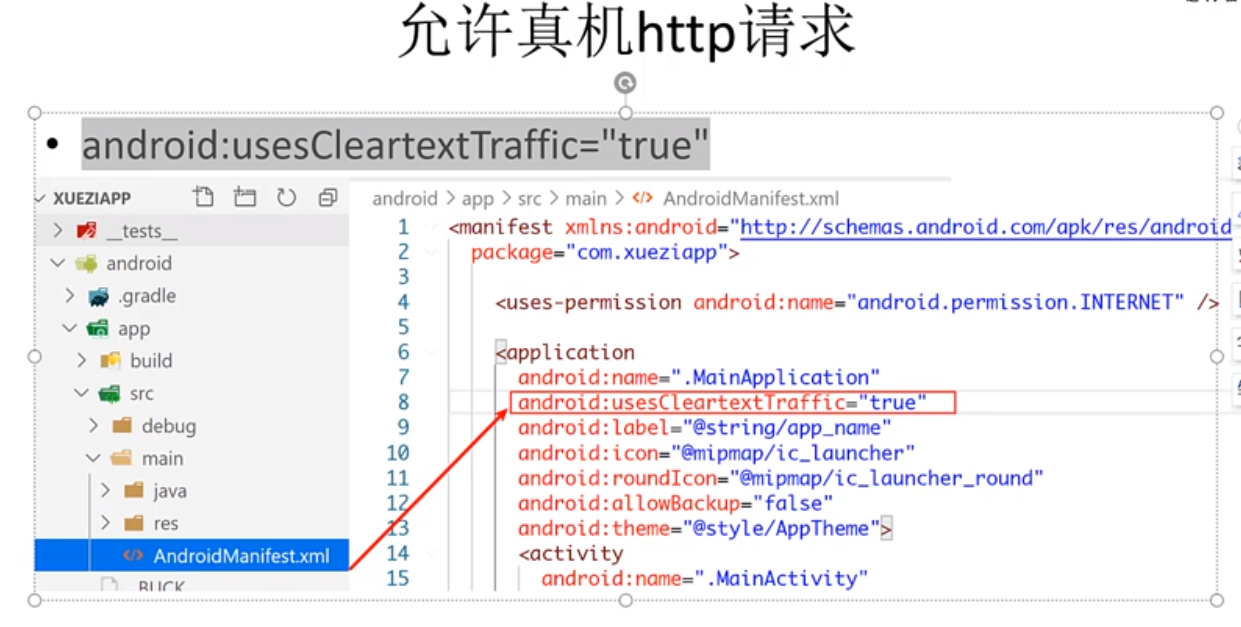 允许真机http请求
• android:usesCleartextTraffic="true"
XUEZIAPP
__tests__
android
.gradle
app
build
src
debug
main
java
res
AndroidManifest.xml
BUCK
android > app > src > main > AndroidManifest.xml
1 <manifest xmlns:android="http://schemas.android.com/apk/res/android
2 package="com.xueziapp">
3
4 <uses-permission android:name="android.permission.INTERNET" />
5
6 <application
7 android:name=".MainApplication"
8 android:usesCleartextTraffic="true"
9 android:label="@string/app_name"
10 android:icon="@mipmap/ic_launcher"
11 android:roundIcon="@mipmap/ic_launcher_round"
12 android:allowBackup="false"
13 android:theme="@style/AppTheme">
14 <activity
15 android:name=".MainActivity"